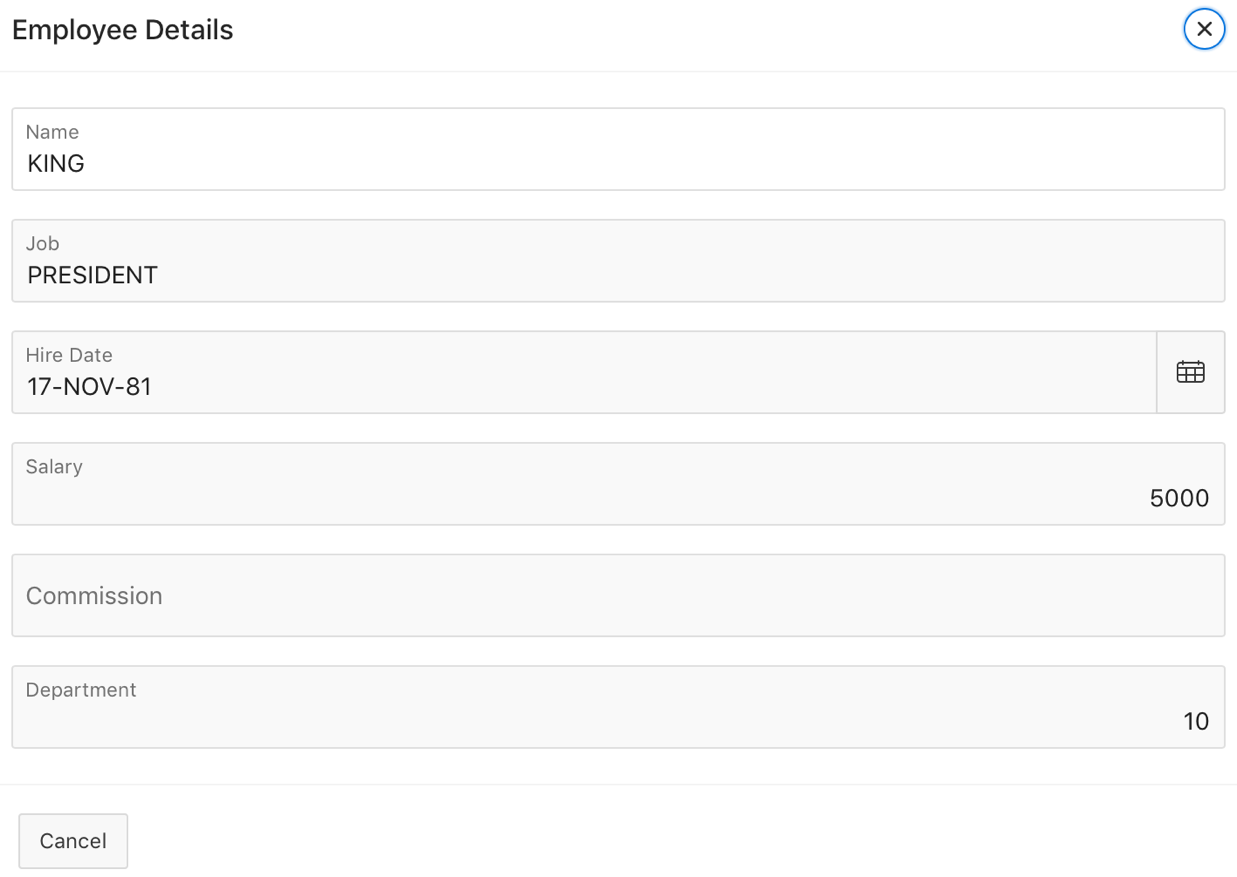 Employee Details
Name
KING
Job
PRESIDENT
Hire Date
17-NOV-81
Salary
5000
Commission
Department
10
Cancel